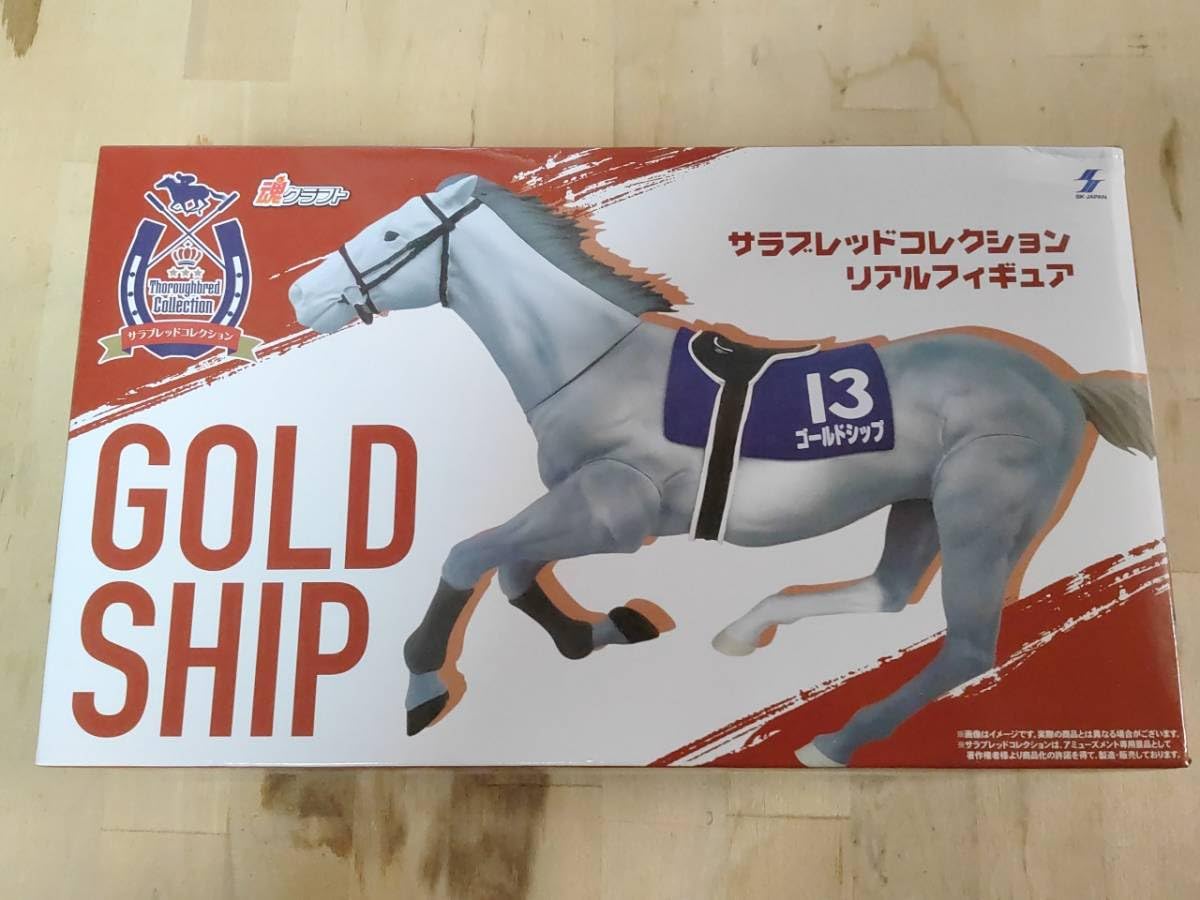 魂クラフト
Thoroughbred
Collection
サラブレッドコレクション
SK JAPAN
サラブレッドコレクション
リアルフィギュア
13
ゴールドシップ
GOLD
SHIP
※画像はイメージです。実際の商品とは異なる場合がございます。
※サラブレッドコレクションは、アミューズメント専用景品として
著作権者様より商品化の許諾を得て、製造・販売しております。